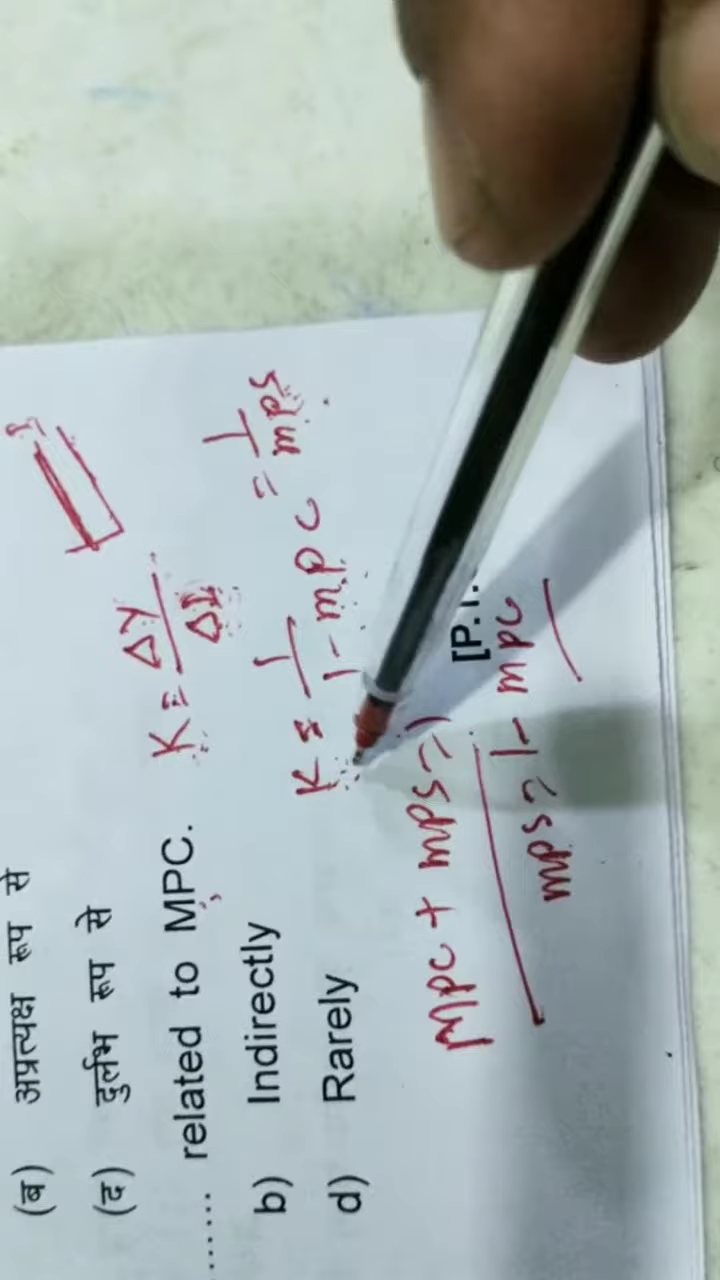 (ब) अप्रत्यक्ष रूप से
(द) दुर्लभ रूप से
....... related to MPC.
b) Indirectly
d) Rarely
K = ΔY / ΔI
K = 1 / 1 - mpc = 1 / mps
Mpc + mps = 1
[P.T.
mps = 1 - mpc